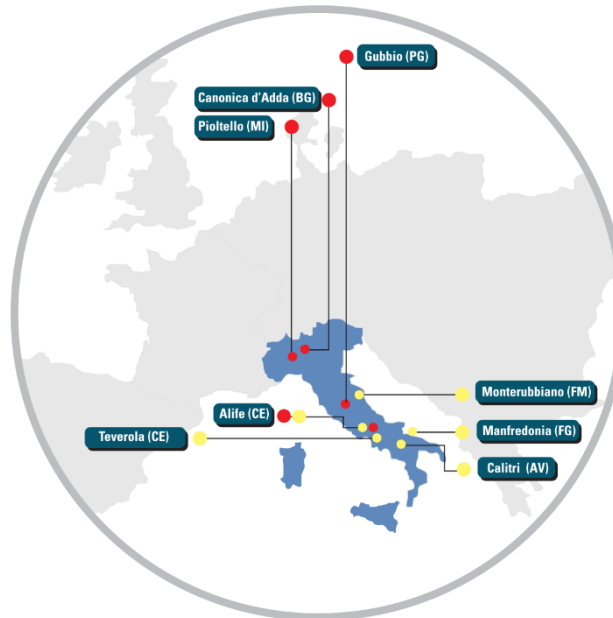 Gubbio (PG)
Canonica d'Adda (BG)
Pioltello (MI)
Monterubbiano (FM)
Alife (CE)
Manfredonia (FG)
Teverola (CE)
Calitri (AV)